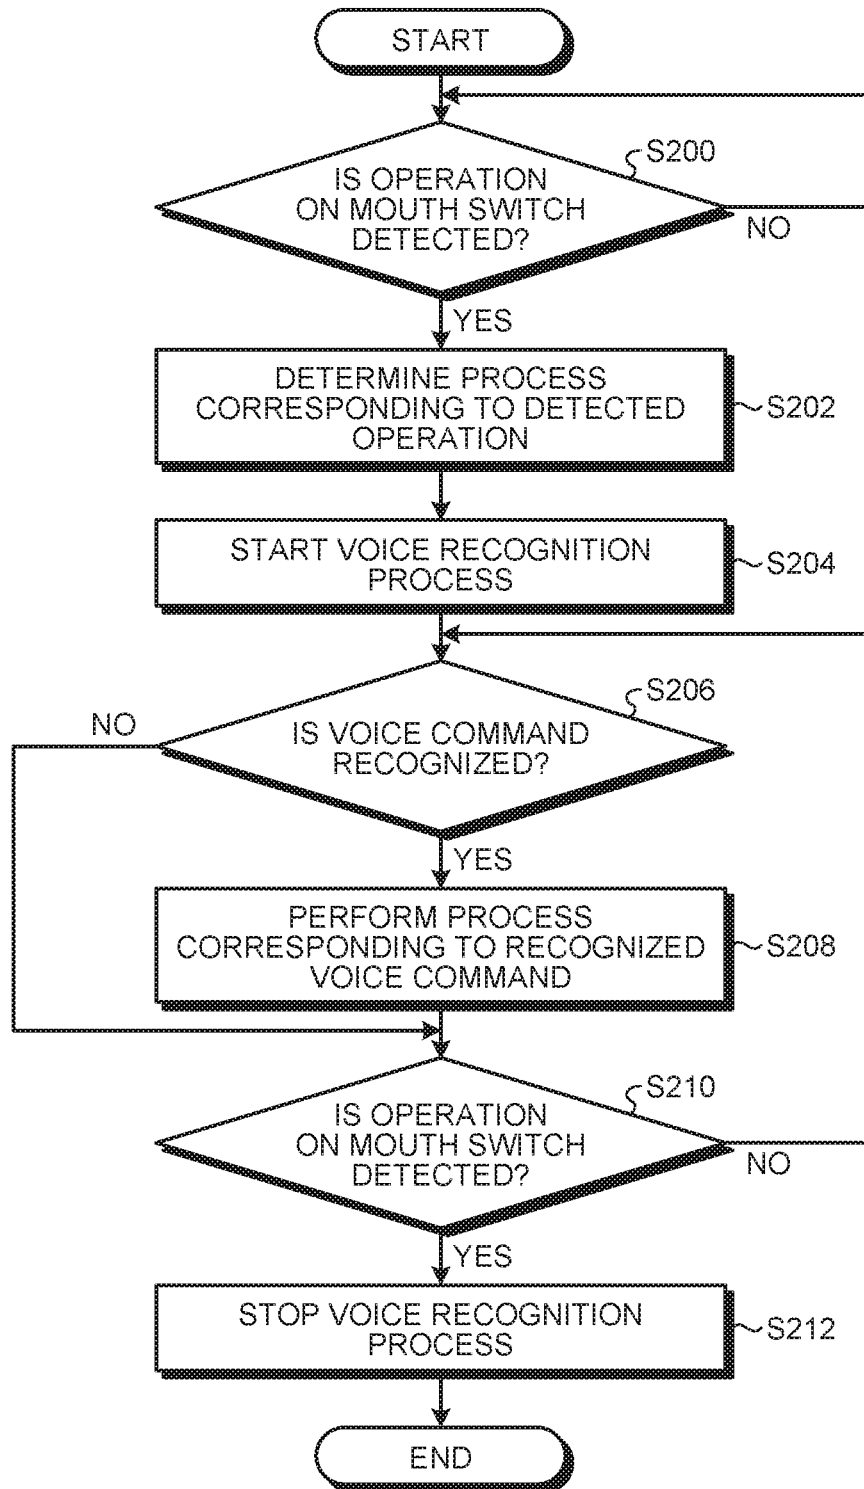 START
S200
IS OPERATION
ON MOUTH SWITCH
DETECTED?
NO
YES
DETERMINE PROCESS
CORRESPONDING TO DETECTED
OPERATION
S202
START VOICE RECOGNITION
PROCESS
S204
S206
NO
IS VOICE COMMAND
RECOGNIZED?
YES
PERFORM PROCESS
CORRESPONDING TO RECOGNIZED
VOICE COMMAND
S208
S210
IS OPERATION
ON MOUTH SWITCH
DETECTED?
NO
YES
STOP VOICE RECOGNITION
PROCESS
S212
END